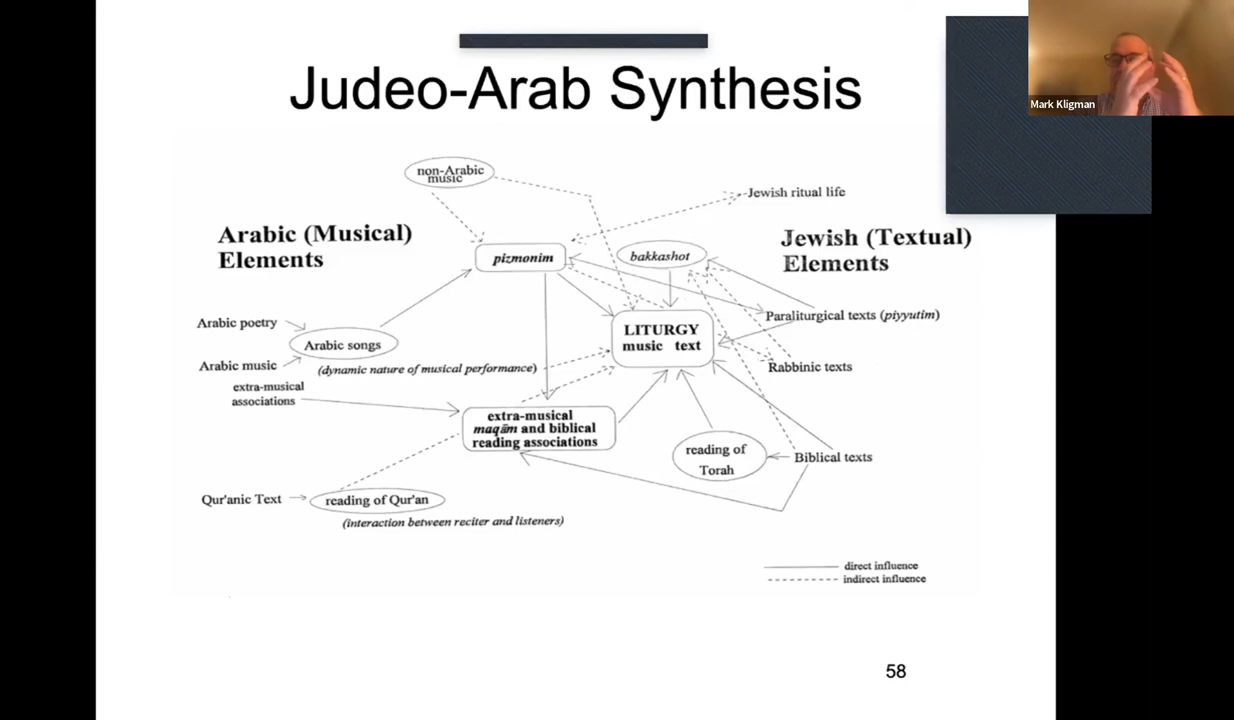 Judeo-Arab Synthesis
Mark Kligman
non-Arabic
music
Jewish ritual life
Arabic (Musical)
Elements
Jewish (Textual)
Elements
pizmonim
bakkashot
Arabic poetry
Arabic songs
Arabic music
(dynamic nature of musical performance)
extra-musical
associations
LITURGY
music text
Paraliturgical texts (piyyutim)
Rabbinic texts
extra-musical
maqām and biblical
reading associations
reading of
Torah
Biblical texts
Qur'anic Text
reading of Qur'an
(interaction between reciter and listeners)
direct influence
indirect influence
58